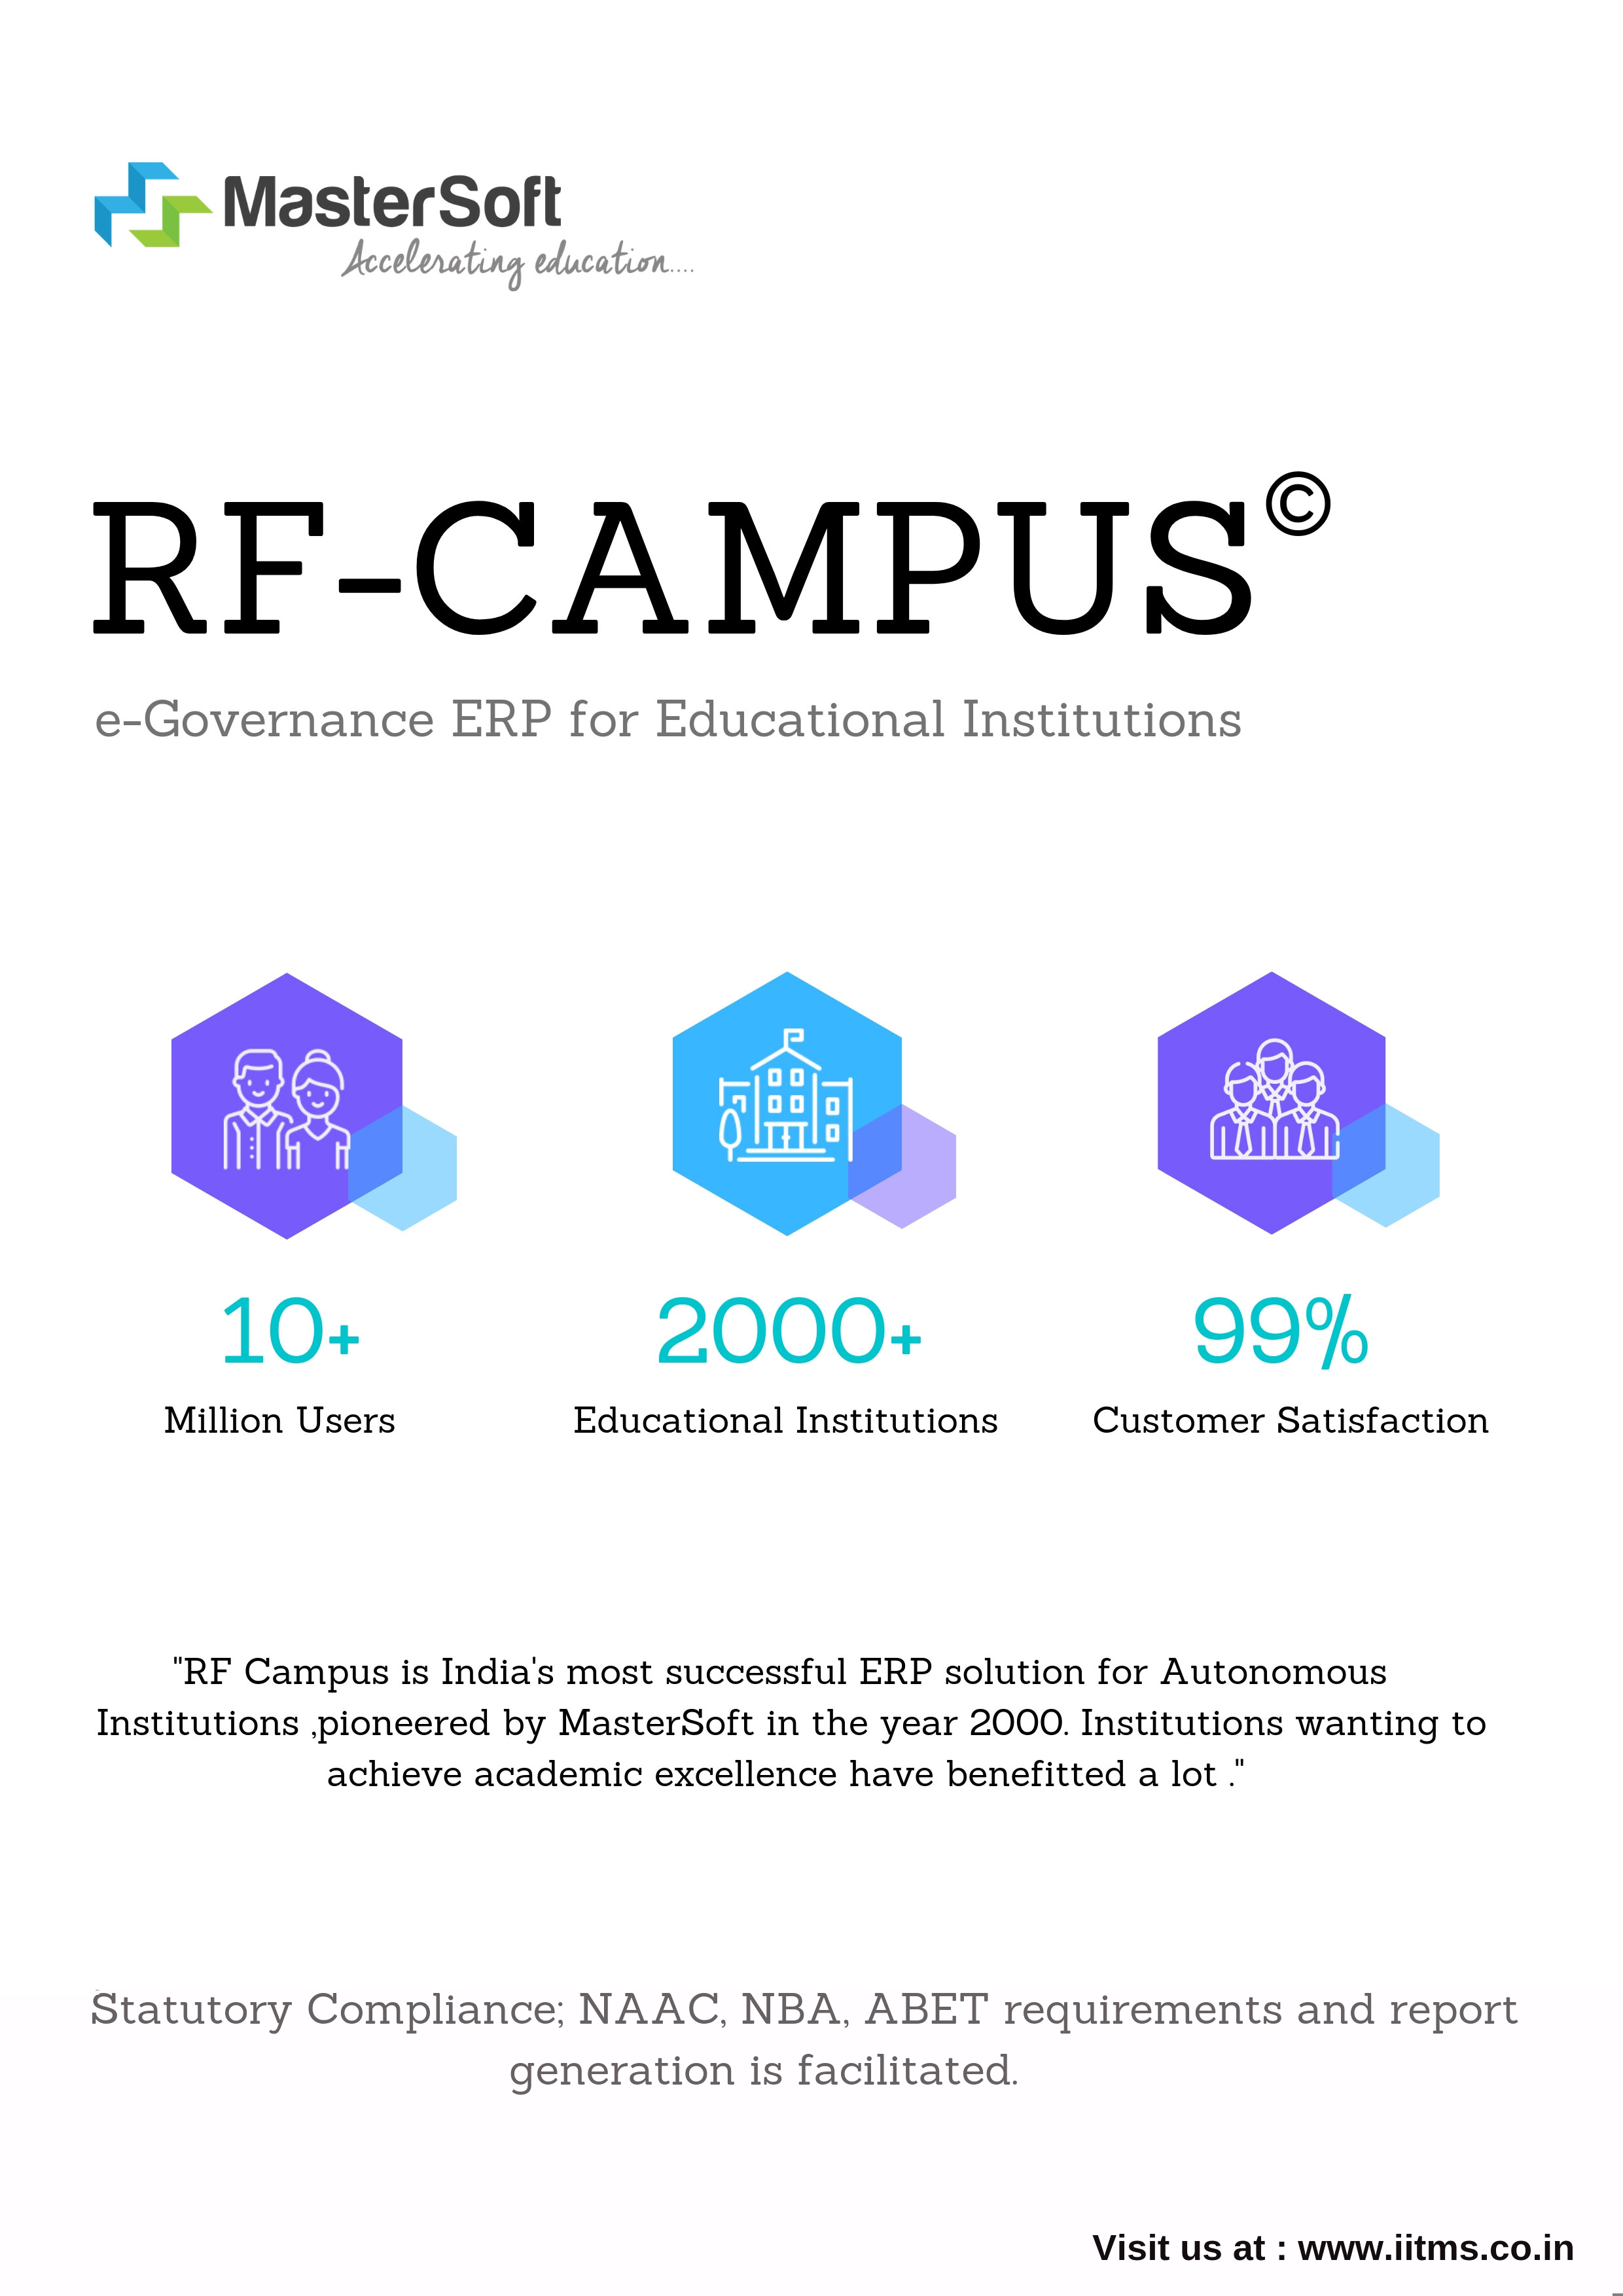 MasterSoft
Accelerating education....
RF-CAMPUS©
e-Governance ERP for Educational Institutions
10+
Million Users
2000+
Educational Institutions
99%
Customer Satisfaction
"RF Campus is India's most successful ERP solution for Autonomous
Institutions ,pioneered by MasterSoft in the year 2000. Institutions wanting to
achieve academic excellence have benefitted a lot ."
Statutory Compliance; NAAC, NBA, ABET requirements and report
generation is facilitated.
Visit us at : www.iitms.co.in